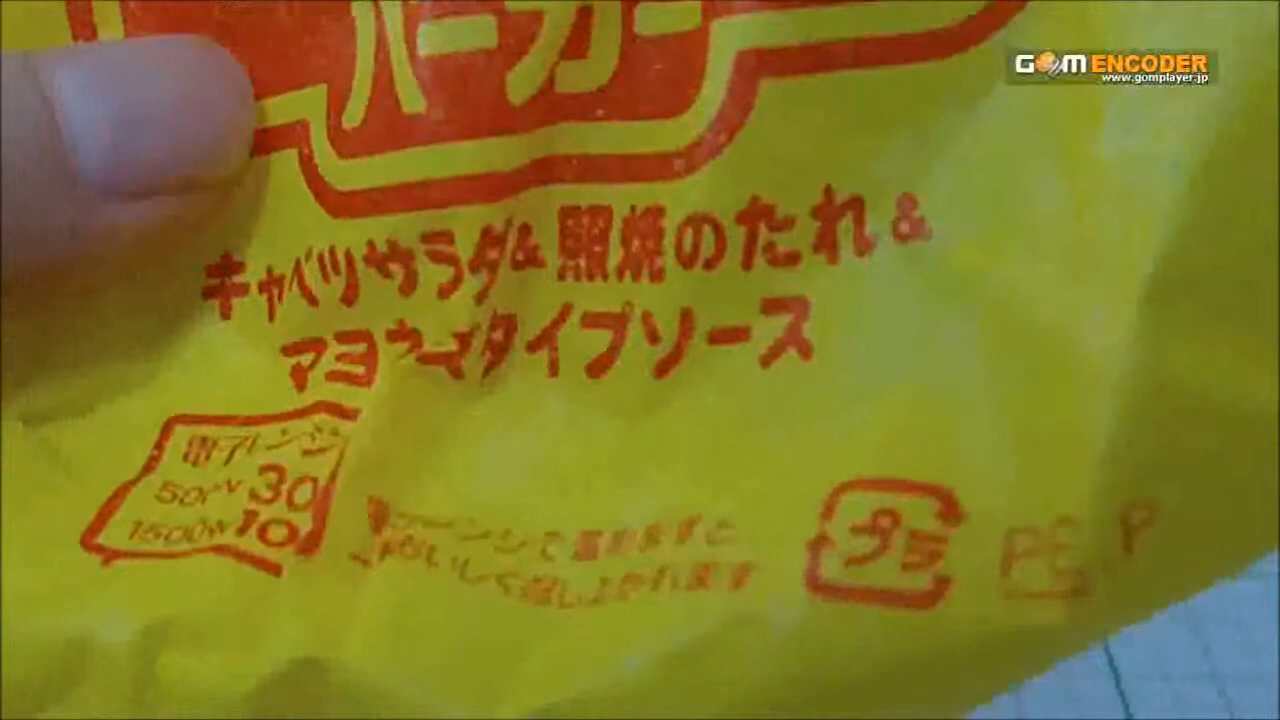 バーガー
GOM ENCODER
www.gomplayer.jp
キャベツサラダ&照焼のたれ&
マヨネーズタイプソース
電子レンジ
500W 30
1500W 10
プラ